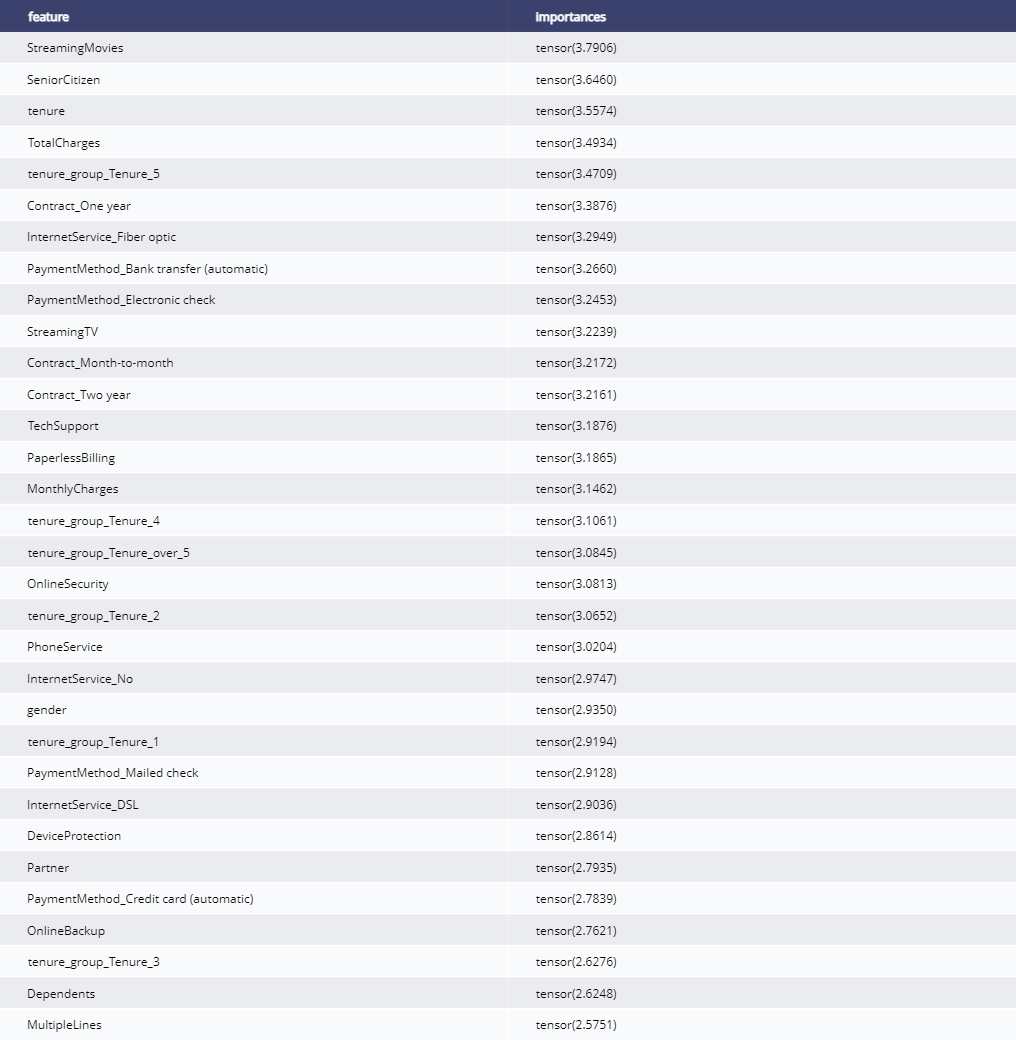 feature Importances
StreamingMovies tensor(3.7906)
SeniorCitizen tensor(3.6460)
tenure tensor(3.5574)
TotalCharges tensor(3.4934)
tenure_group_Tenure_5 tensor(3.4709)
Contract_One year tensor(3.3876)
InternetService_Fiber optic tensor(3.2949)
PaymentMethod_Bank transfer (automatic) tensor(3.2660)
PaymentMethod_Electronic check tensor(3.2453)
StreamingTV tensor(3.2239)
Contract_Month-to-month tensor(3.2172)
Contract_Two year tensor(3.2161)
TechSupport tensor(3.1876)
PaperlessBilling tensor(3.1865)
MonthlyCharges tensor(3.1462)
tenure_group_Tenure_4 tensor(3.1061)
tenure_group_Tenure_over_5 tensor(3.0845)
OnlineSecurity tensor(3.0813)
tenure_group_Tenure_2 tensor(3.0652)
PhoneService tensor(3.0204)
InternetService_No tensor(2.9747)
gender tensor(2.9350)
tenure_group_Tenure_1 tensor(2.9194)
PaymentMethod_Mailed check tensor(2.9128)
InternetService_DSL tensor(2.9036)
DeviceProtection tensor(2.8614)
Partner tensor(2.7935)
PaymentMethod_Credit card (automatic) tensor(2.7839)
OnlineBackup tensor(2.7621)
tenure_group_Tenure_3 tensor(2.6276)
Dependents tensor(2.6248)
MultipleLines tensor(2.5751)